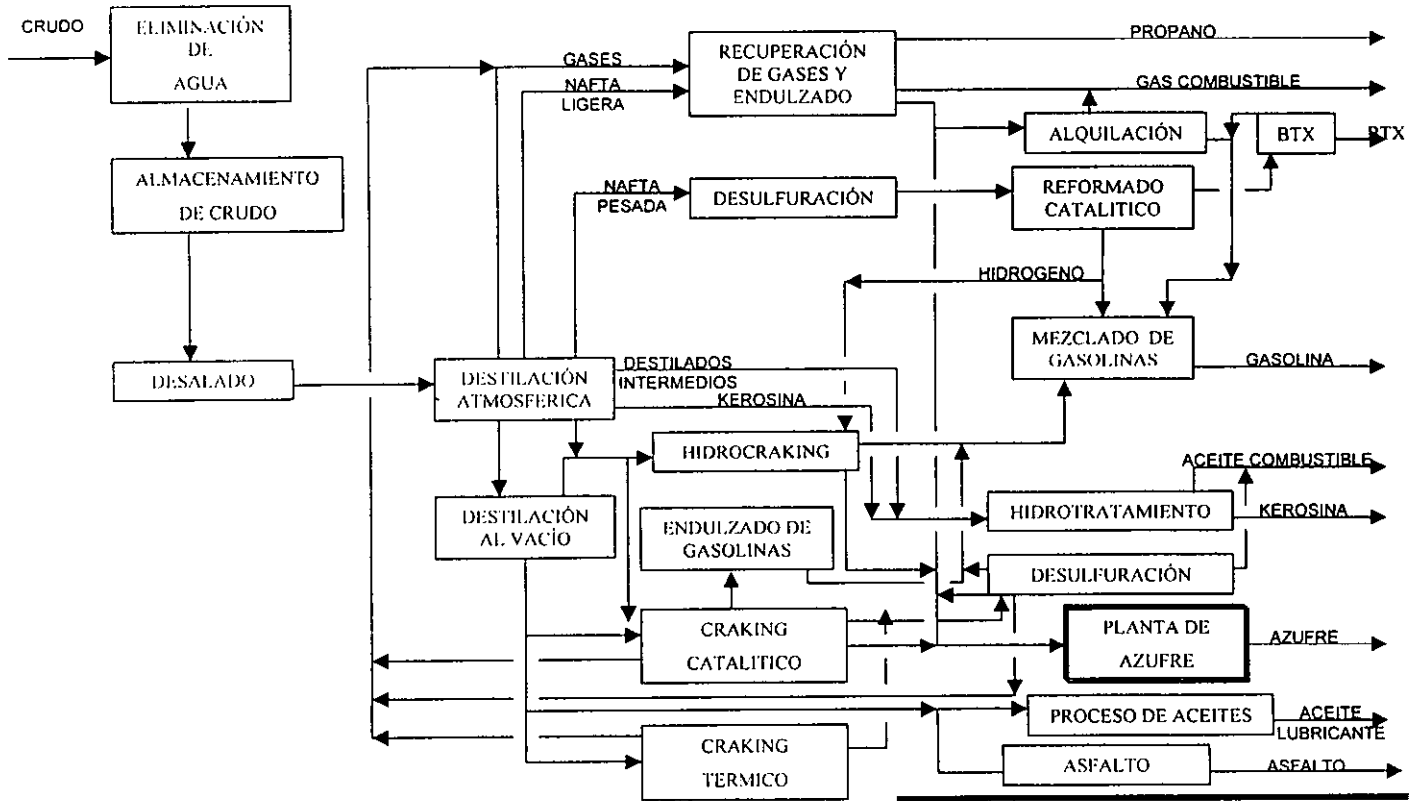 CRUDO
ELIMINACIÓN
DE
AGUA
ALMACENAMIENTO
DE CRUDO
DESALADO
DESTILACIÓN
ATMOSFERICA
DESTILACIÓN
AL VACÍO
GASES
NAFTA
LIGERA
RECUPERACIÓN
DE GASES Y
ENDULZADO
PROPANO
GAS COMBUSTIBLE
ALQUILACIÓN
BTX
BTX
NAFTA
PESADA
DESULFURACIÓN
REFORMADO
CATALITICO
HIDROGENO
MEZCLADO DE
GASOLINAS
GASOLINA
DESTILADOS
INTERMEDIOS
KEROSINA
HIDROCRAKING
ACEITE COMBUSTIBLE
HIDROTRATAMIENTO
KEROSINA
ENDULZADO DE
GASOLINAS
DESULFURACIÓN
CRAKING
CATALITICO
PLANTA DE
AZUFRE
AZUFRE
PROCESO DE ACEITES
ACEITE
LUBRICANTE
CRAKING
TERMICO
ASFALTO
ASFALTO